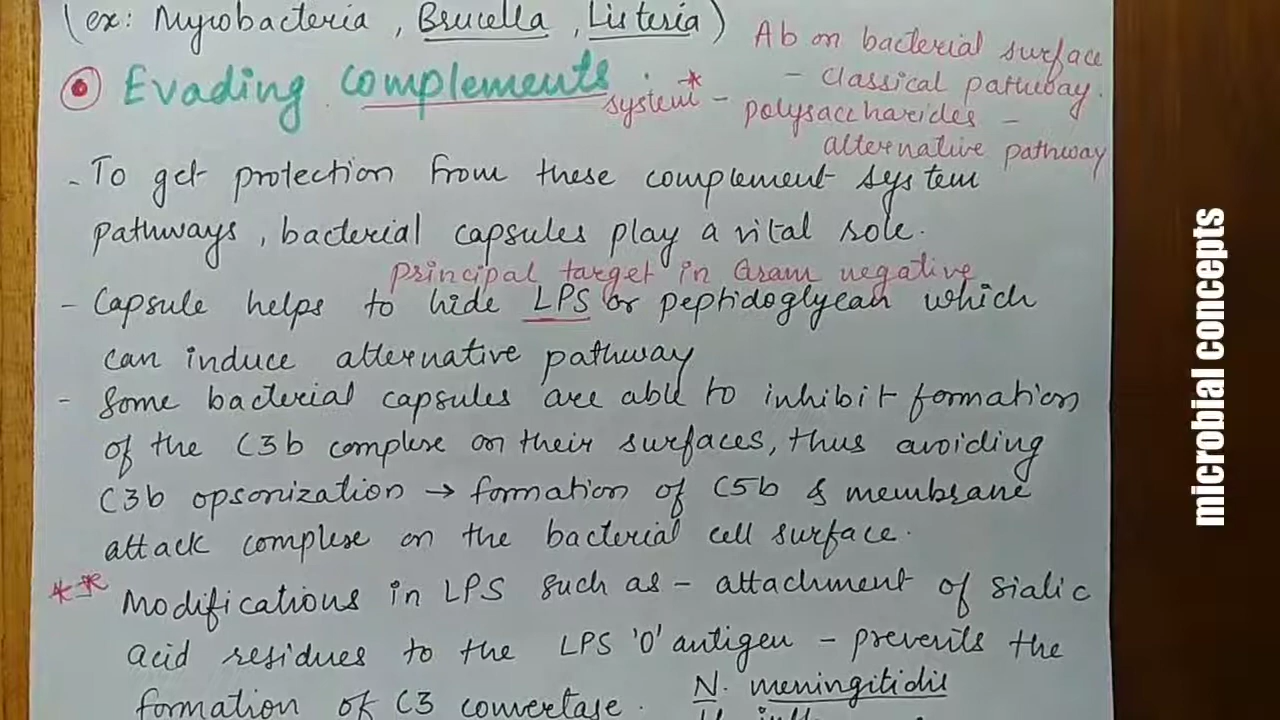 (ex: Mycobacteria, Brucella, Listeria)
Ab on bacterial surface
- classical pathway.
Evading complements system * - polysaccharides -
alternative pathway
- To get protection from these complement system
pathways, bacterial capsules play a vital role.
Principal target in Gram negative
- Capsule helps to hide LPS or peptidoglycan which
can induce alternative pathway
- Some bacterial capsules are able to inhibit formation
of the C3b complex on their surfaces, thus avoiding
C3b opsonization → formation of C5b & membrane
attack complex on the bacterial cell surface.
** Modifications in LPS such as - attachment of sialic
acid residues to the LPS 'O' antigen - prevents the
formation of C3 convertase. N. meningitidis
microbial concepts